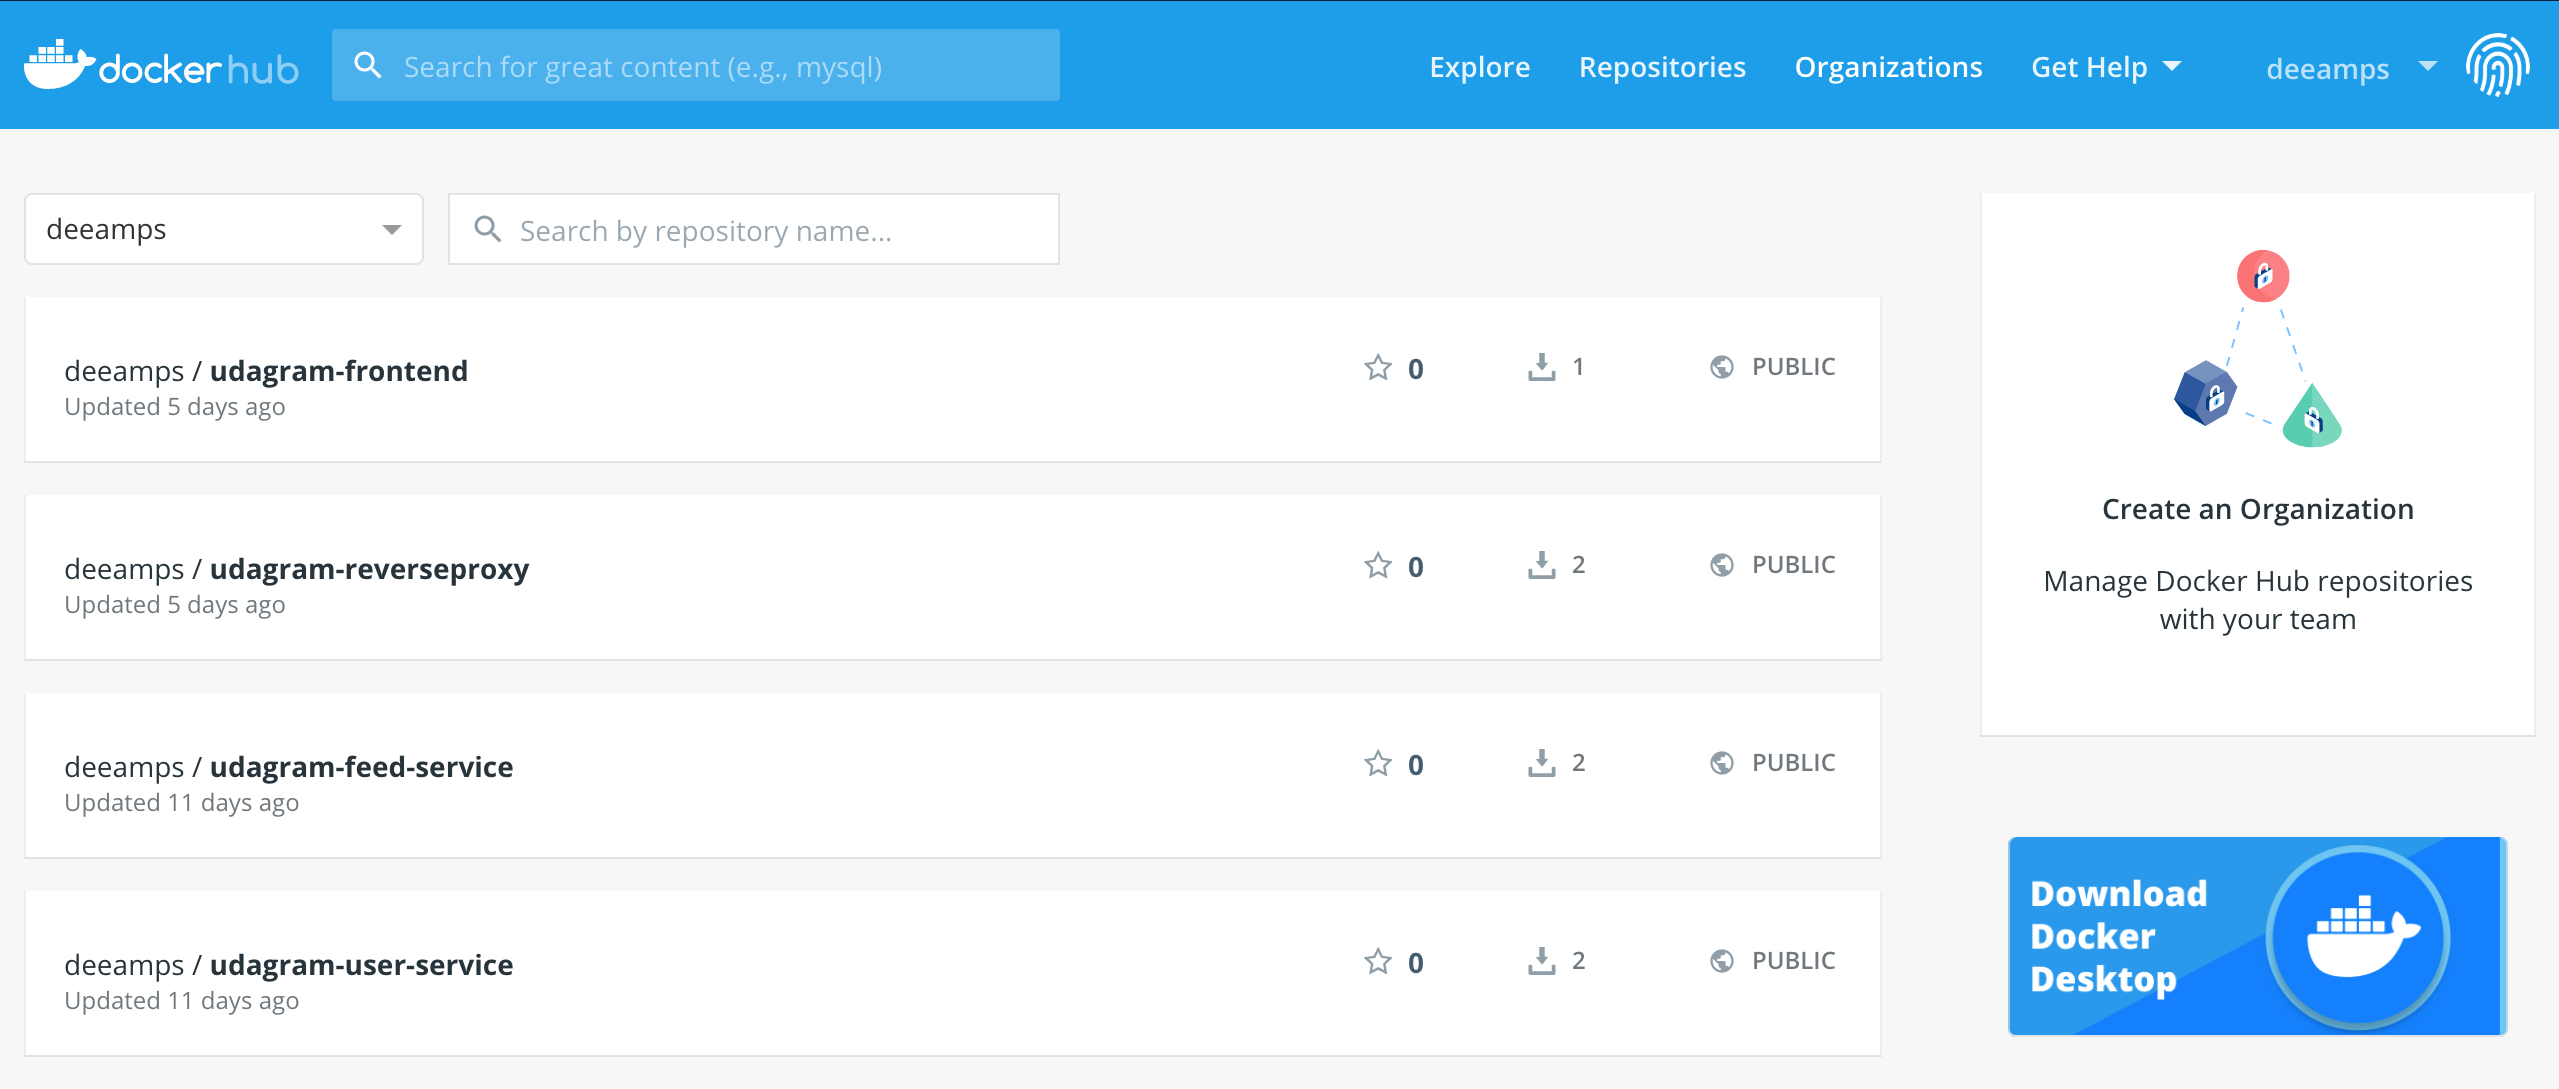 docker hub
Search for great content (e.g., mysql)
Explore
Repositories
Organizations
Get Help
deeamps
deeamps
Search by repository name...
deeamps / udagram-frontend
Updated 5 days ago
0
1
PUBLIC
deeamps / udagram-reverseproxy
Updated 5 days ago
0
2
PUBLIC
deeamps / udagram-feed-service
Updated 11 days ago
0
2
PUBLIC
deeamps / udagram-user-service
Updated 11 days ago
0
2
PUBLIC
Create an Organization
Manage Docker Hub repositories
with your team
Download
Docker
Desktop